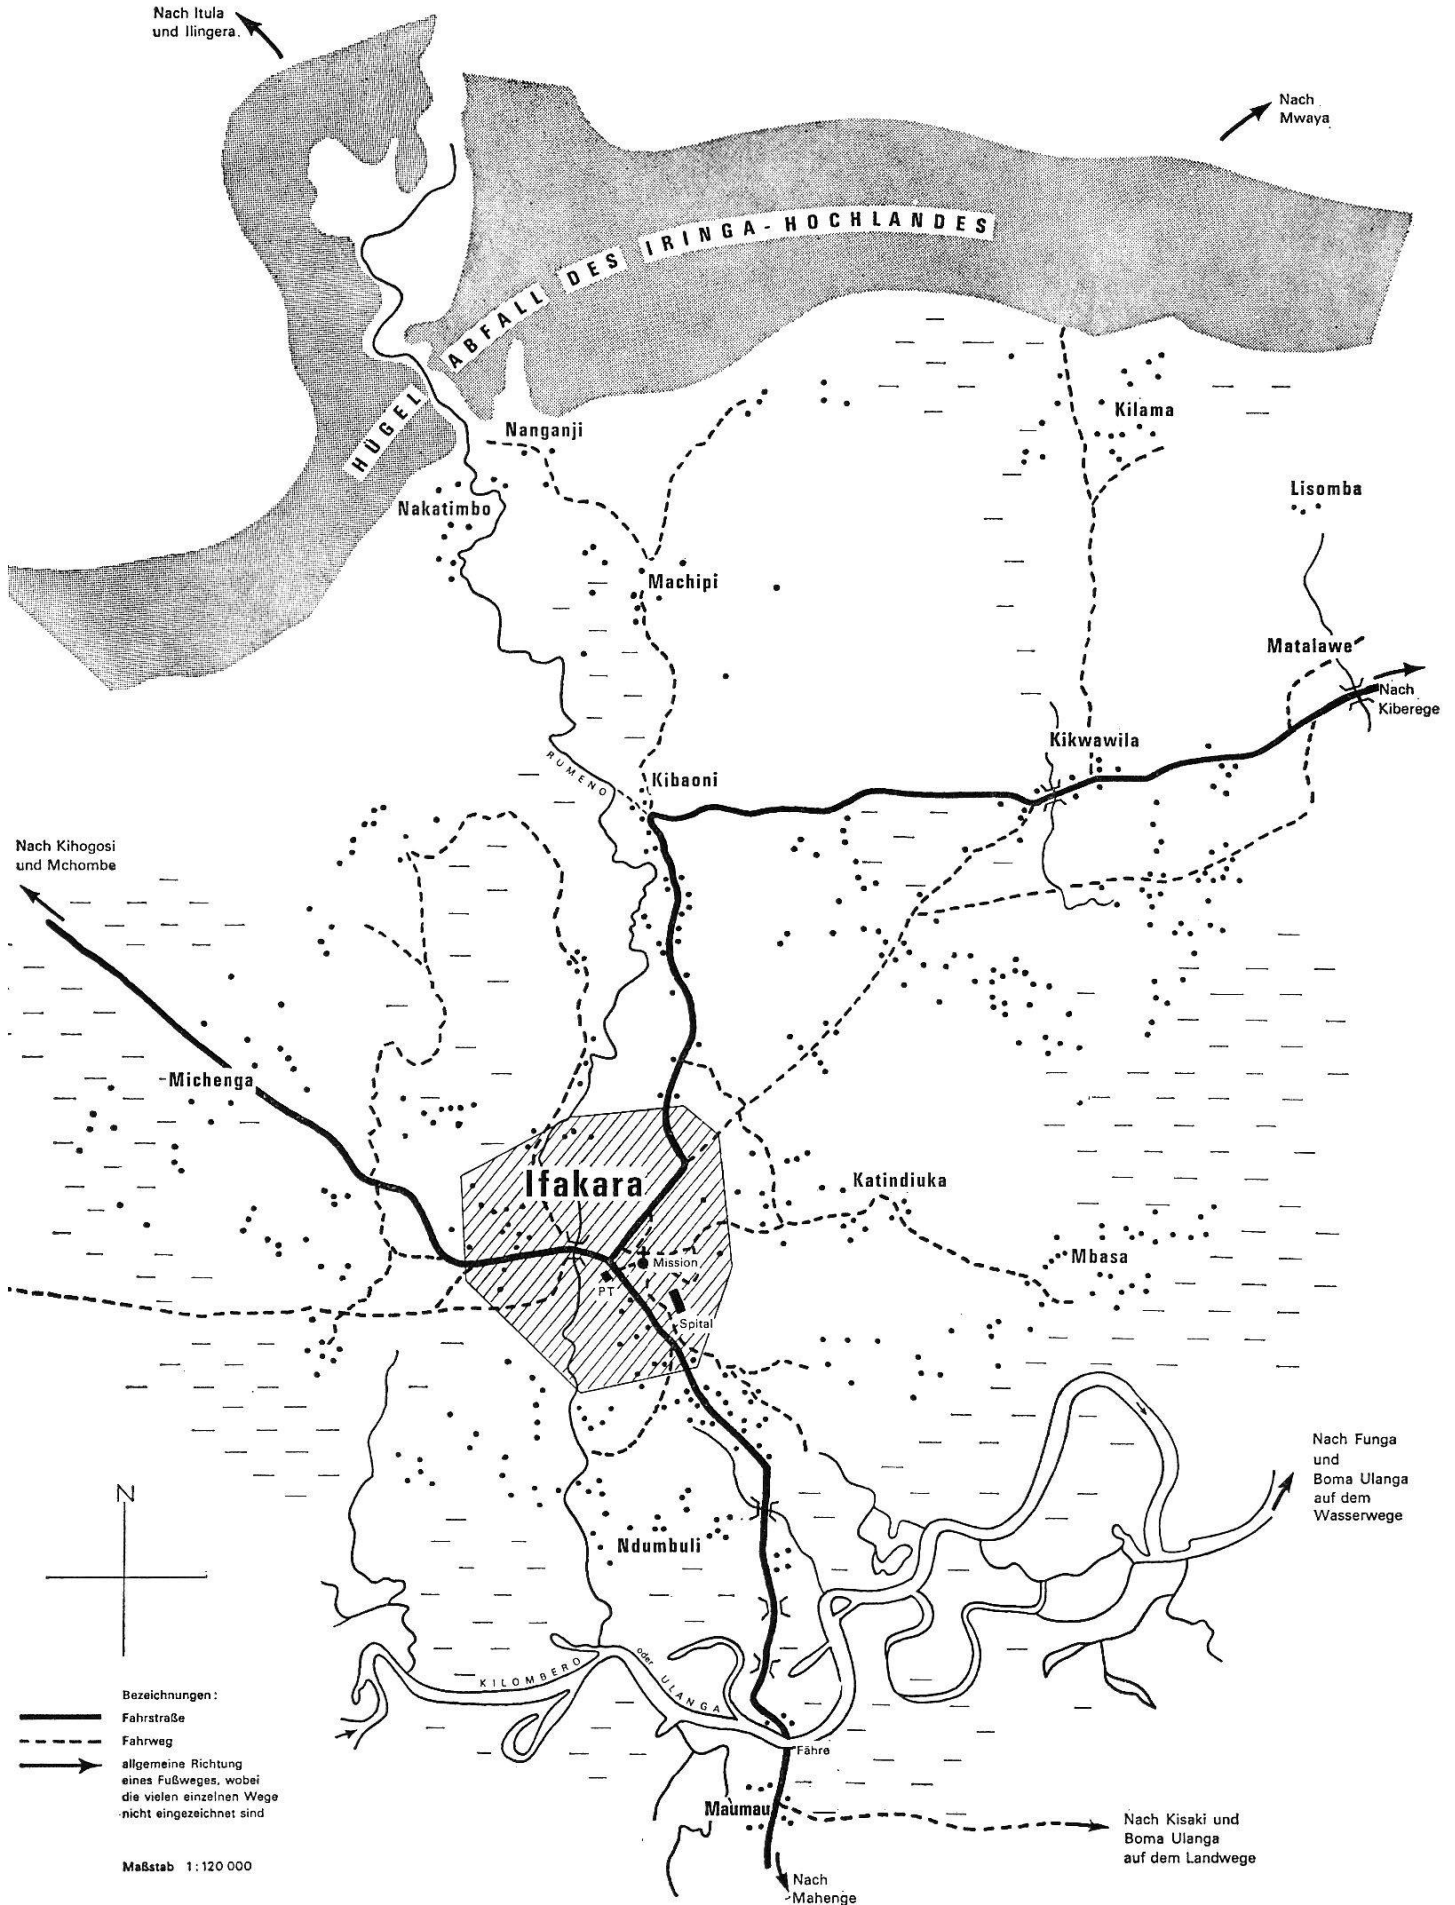 Nach Itula
und Ilingera.
Nach
Mwaya
HÜGEL ABFALL DES IRINGA-HOCHLANDES
Kilama
Nanganji
Lisomba
Nakatimbo
Machipi
Matalawe
Nach
Kiberege
Kikwawila
RUMENO
Kibaoni
Nach Kihogosi
und Mchombe
Michenga
Ifakara
Katindiuka
Mbasa
Mission
PT
Spital
Nach Funga
und
Boma Ulanga
auf dem
Wasserwege
N
Ndumbuli
KILOMBERO oder ULANGA
Fähre
Bezeichnungen:
Fahrstraße
Fahrweg
allgemeine Richtung
eines Fußweges, wobei
die vielen einzelnen Wege
nicht eingezeichnet sind
Maumau
Nach Kisaki und
Boma Ulanga
auf dem Landwege
Maßstab 1:120 000
Nach
Mahenge